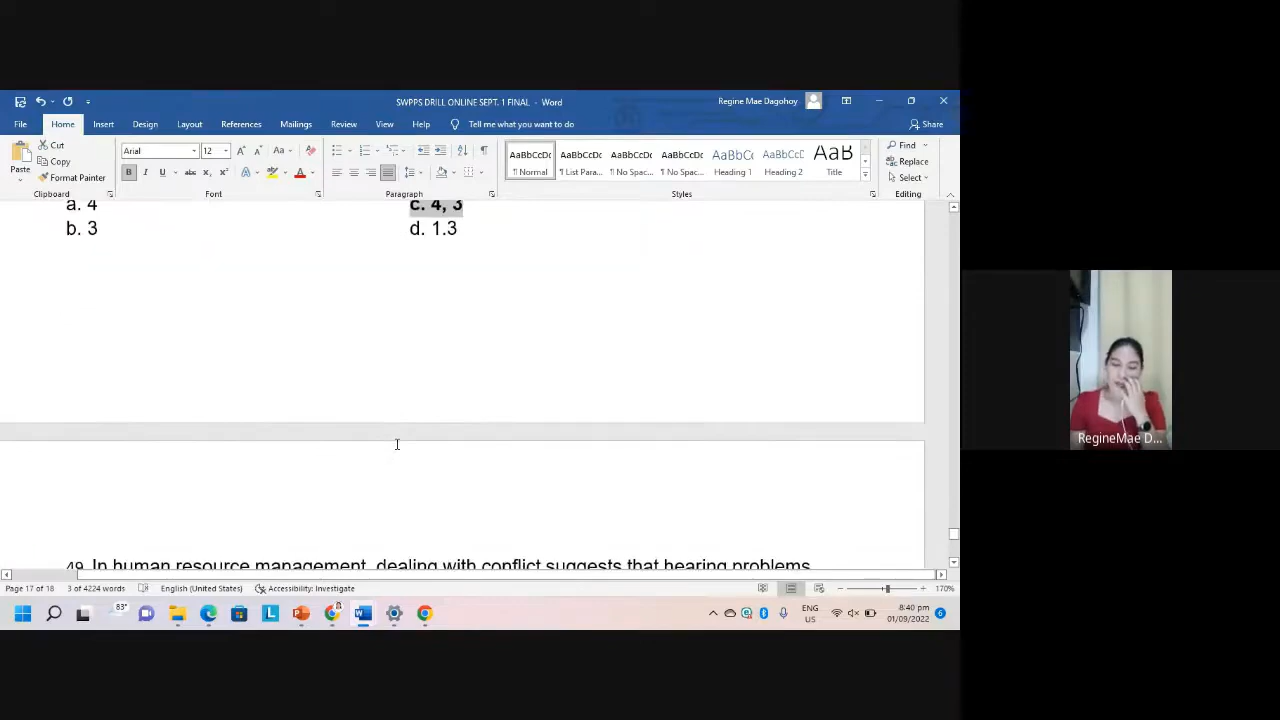 SWPPS DRILL ONLINE SEPT. 1 FINAL - Word
Regine Mae Dagohoy
File Home Insert Design Layout References Mailings Review View Help Tell me what you want to do Share
Paste
Cut
Copy
Format Painter
Arial 12
AaBbCcDc AaBbCcDc AaBbCcDc AaBbCcDc AaBbCc AaBbCcD AaB
¶ Normal ¶ List Para... ¶ No Spac... ¶ No Spac... Heading 1 Heading 2 Title
Find
Replace
Select
Clipboard Font Paragraph Styles Editing
a. 4
c. 4, 3
b. 3
d. 1.3
49. In human resource management, dealing with conflict suggests that hearing problems
Page 17 of 18 3 of 4224 words English (United States) Accessibility: Investigate 170%
83°
ENG
US
8:40 pm
01/09/2022
6
RegineMae D...